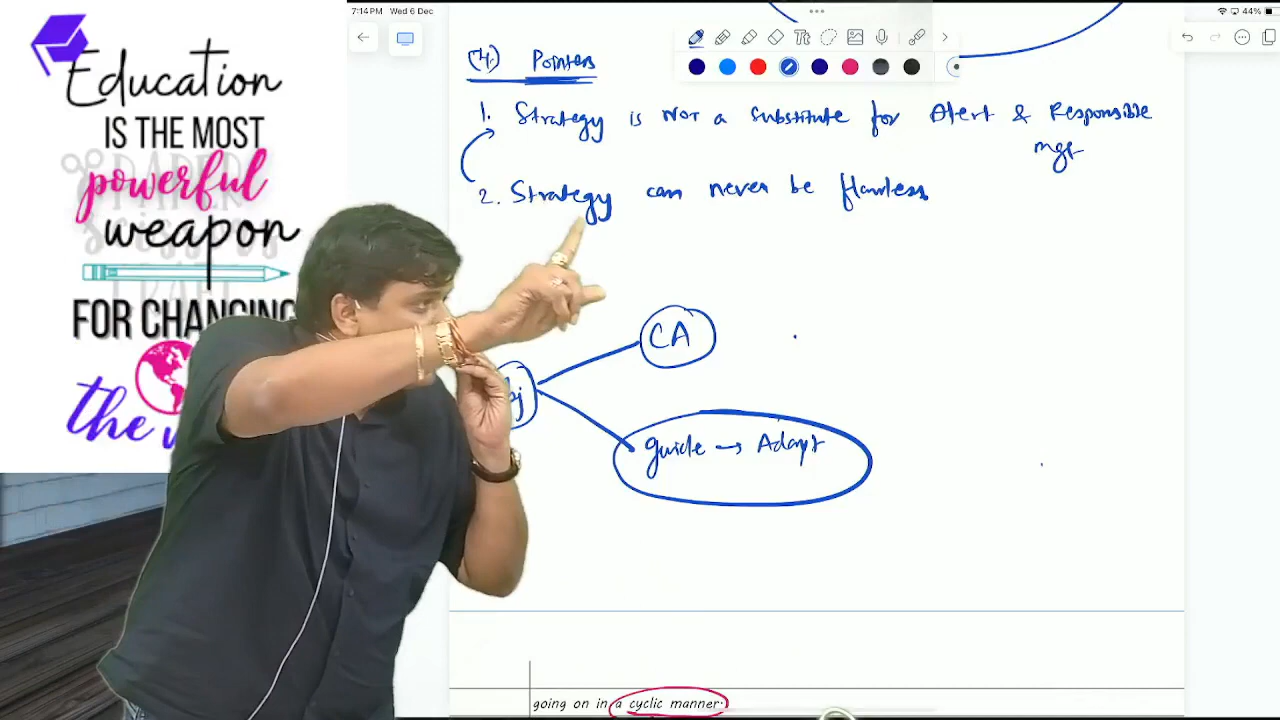 7:14 PM Wed 6 Dec
44%
Education
IS THE MOST
powerful
weapon
FOR CHANGING
the
(4.) Pointers
1. Strategy is NOT a substitute for Alert & Responsible
mgt
2. Strategy can never be flawless
CA
guide → Adapt
going on in a cyclic manner.